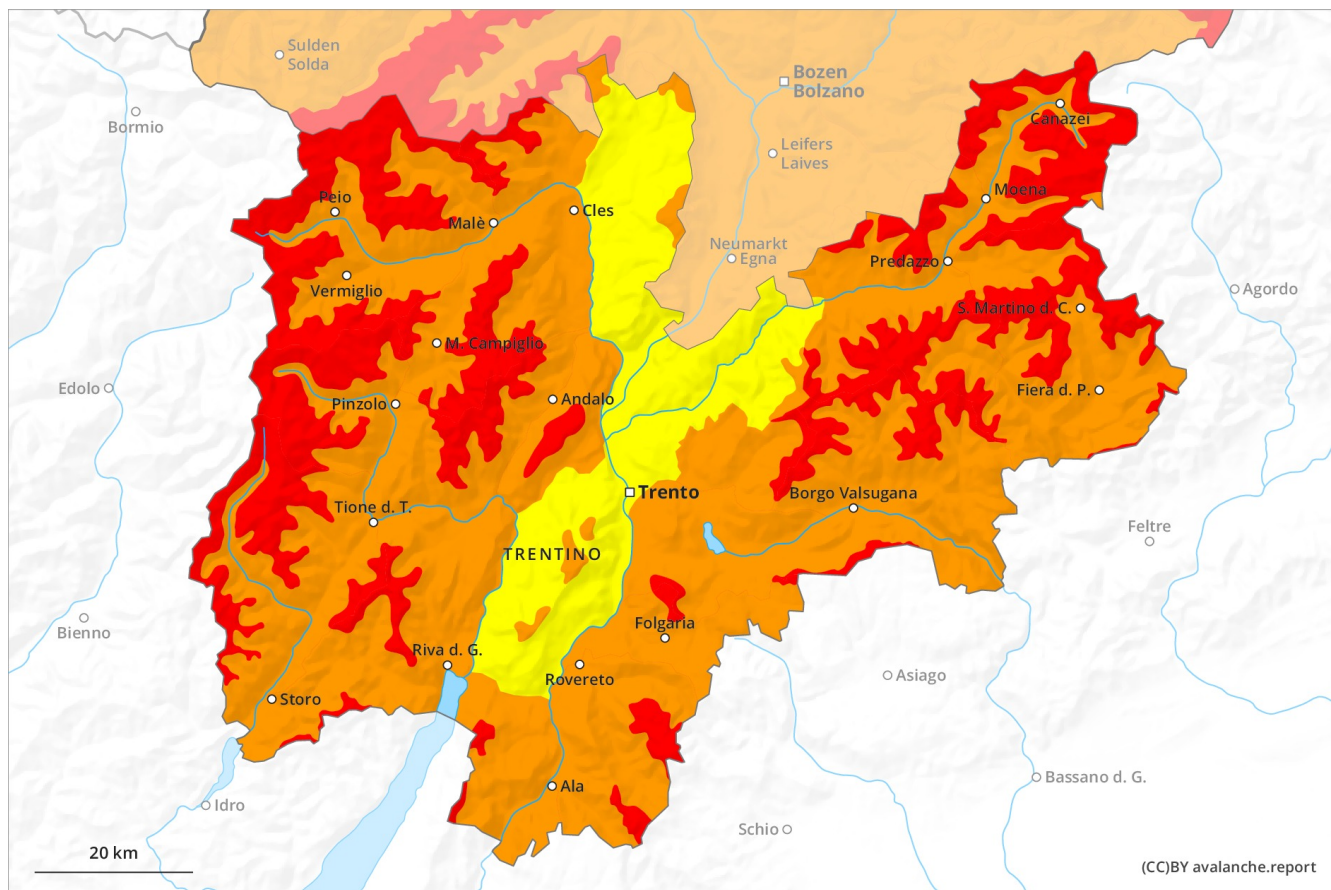 Sulden
Solda
Bozen
Bolzano
Bormio
Canazei
Leifers
Laives
Peio
Moena
Malè
Cles
Neumarkt
Egna
Predazzo
Vermiglio
Agordo
S. Martino d. C.
M. Campiglio
Edolo
Fiera d. P.
Pinzolo
Andalo
Trento
Borgo Valsugana
Tione d. T.
Feltre
TRENTINO
Bienno
Folgaria
Riva d. G.
Asiago
Rovereto
Storo
Bassano d. G.
Ala
Idro
Schio
20 km
(CC)BY avalanche.report